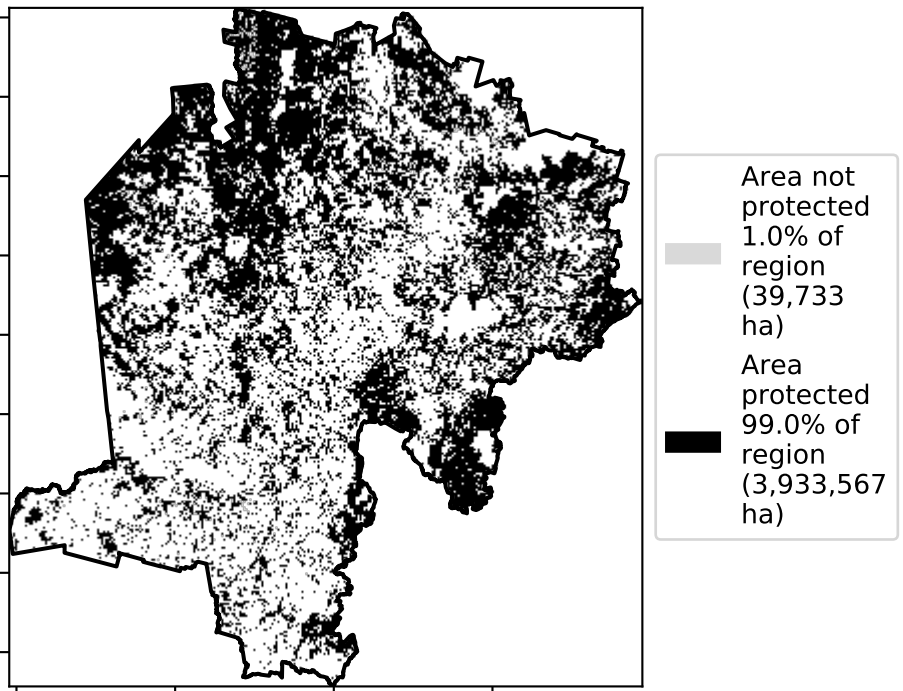 Area not
protected
1.0% of
region
(39,733
ha)
Area
protected
99.0% of
region
(3,933,567
ha)